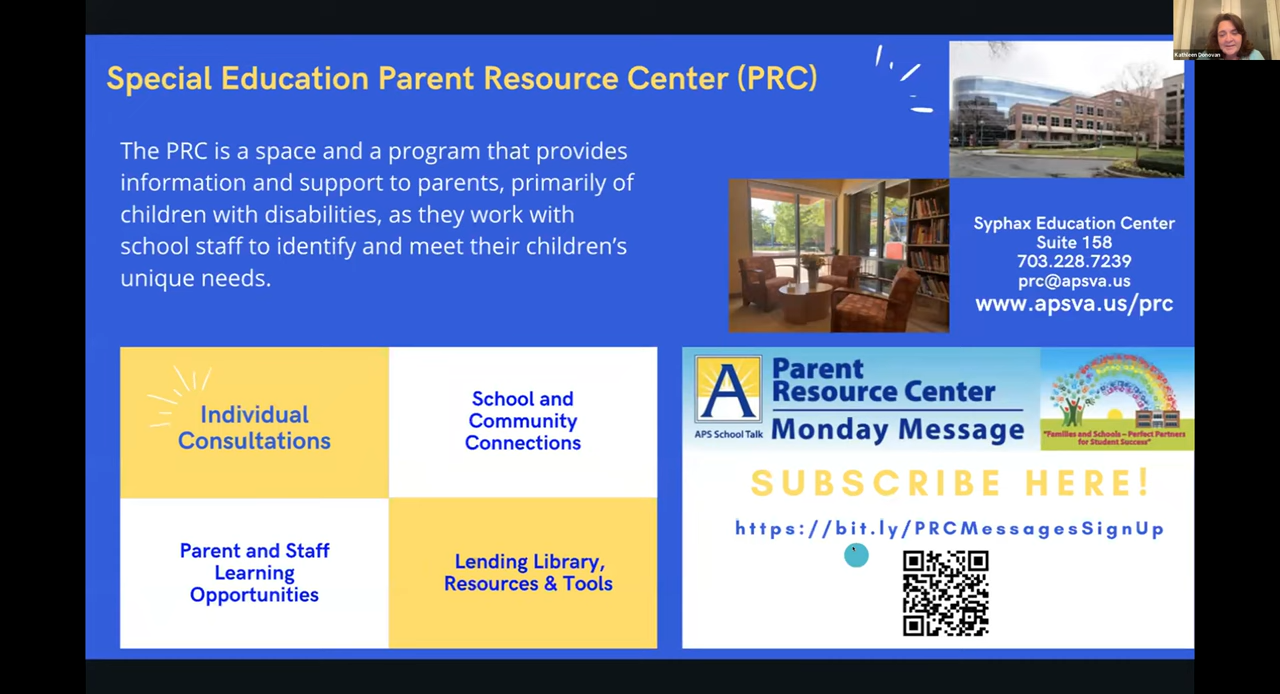 Kathleen Donovan
Special Education Parent Resource Center (PRC)
The PRC is a space and a program that provides
information and support to parents, primarily of
children with disabilities, as they work with
school staff to identify and meet their children's
unique needs.
Syphax Education Center
Suite 158
703.228.7239
prc@apsva.us
www.apsva.us/prc
Individual
Consultations
School and
Community
Connections
Parent and Staff
Learning
Opportunities
Lending Library,
Resources & Tools
A
APS School Talk
Parent
Resource Center
Monday Message
"Families and Schools - Perfect Partners
for Student Success"
SUBSCRIBE HERE!
https://bit.ly/PRCMessagesSignUp